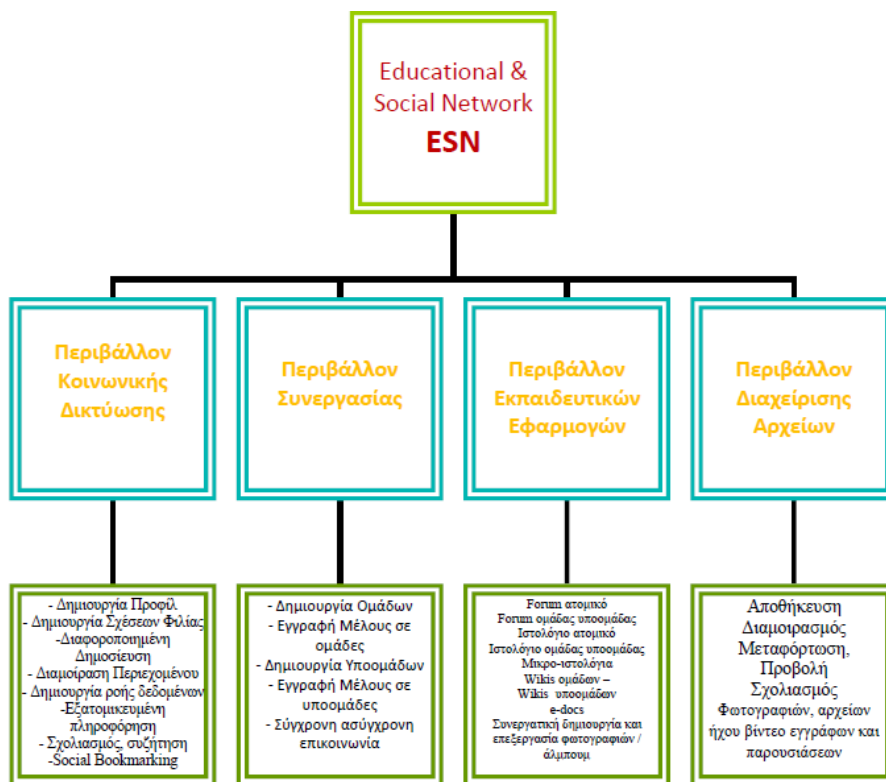 Educational &
Social Network
ESN
Περιβάλλον
Κοινωνικής
Δικτύωσης
Περιβάλλον
Συνεργασίας
Περιβάλλον
Εκπαιδευτικών
Εφαρμογών
Περιβάλλον
Διαχείρισης
Αρχείων
- Δημιουργία Προφίλ
- Δημιουργία Σχέσεων Φιλίας
-Διαφοροποιημένη
Δημοσίευση
- Διαμοίραση Περιεχομένου
- Δημιουργία ροής δεδομένων
-Εξατομικευμένη
πληροφόρηση
- Σχολιασμός, συζήτηση
-Social Bookmarking
- Δημιουργία Ομάδων
- Εγγραφή Μέλους σε
ομάδες
- Δημιουργία Υποομάδων
- Εγγραφή Μέλους σε
υποομάδες
- Σύγχρονη ασύγχρονη
επικοινωνία
Forum ατομικό
Forum ομάδας υποομάδας
Ιστολόγιο ατομικό
Ιστολόγιο ομάδας υποομάδας
Μικρο-ιστολόγια
Wikis ομάδων –
Wikis υποομάδων
e-docs
Συνεργατική δημιουργία και
επεξεργασία φωτογραφιών /
άλμπουμ
Αποθήκευση
Διαμοιρασμός
Μεταφόρτωση,
Προβολή
Σχολιασμός
Φωτογραφιών, αρχείων
ήχου βίντεο εγγράφων και
παρουσιάσεων